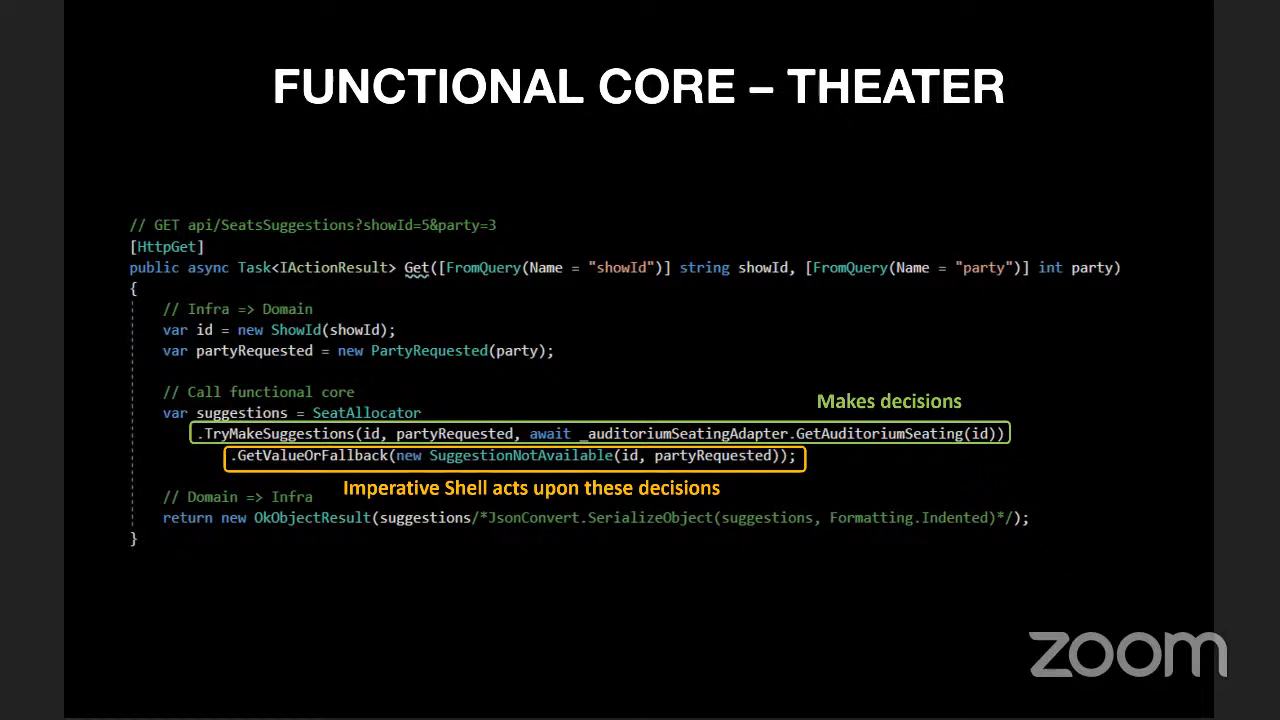 FUNCTIONAL CORE – THEATER
// GET api/SeatsSuggestions?showId=5&party=3
[HttpGet]
public async Task<IActionResult> Get([FromQuery(Name = "showId")] string showId, [FromQuery(Name = "party")] int party)
{
// Infra => Domain
var id = new ShowId(showId);
var partyRequested = new PartyRequested(party);
// Call functional core
Makes decisions
var suggestions = SeatAllocator
.TryMakeSuggestions(id, partyRequested, await _auditoriumSeatingAdapter.GetAuditoriumSeating(id))
.GetValueOrFallback(new SuggestionNotAvailable(id, partyRequested));
Imperative Shell acts upon these decisions
// Domain => Infra
return new OkObjectResult(suggestions/*JsonConvert.SerializeObject(suggestions, Formatting.Indented)*/);
}
zoom